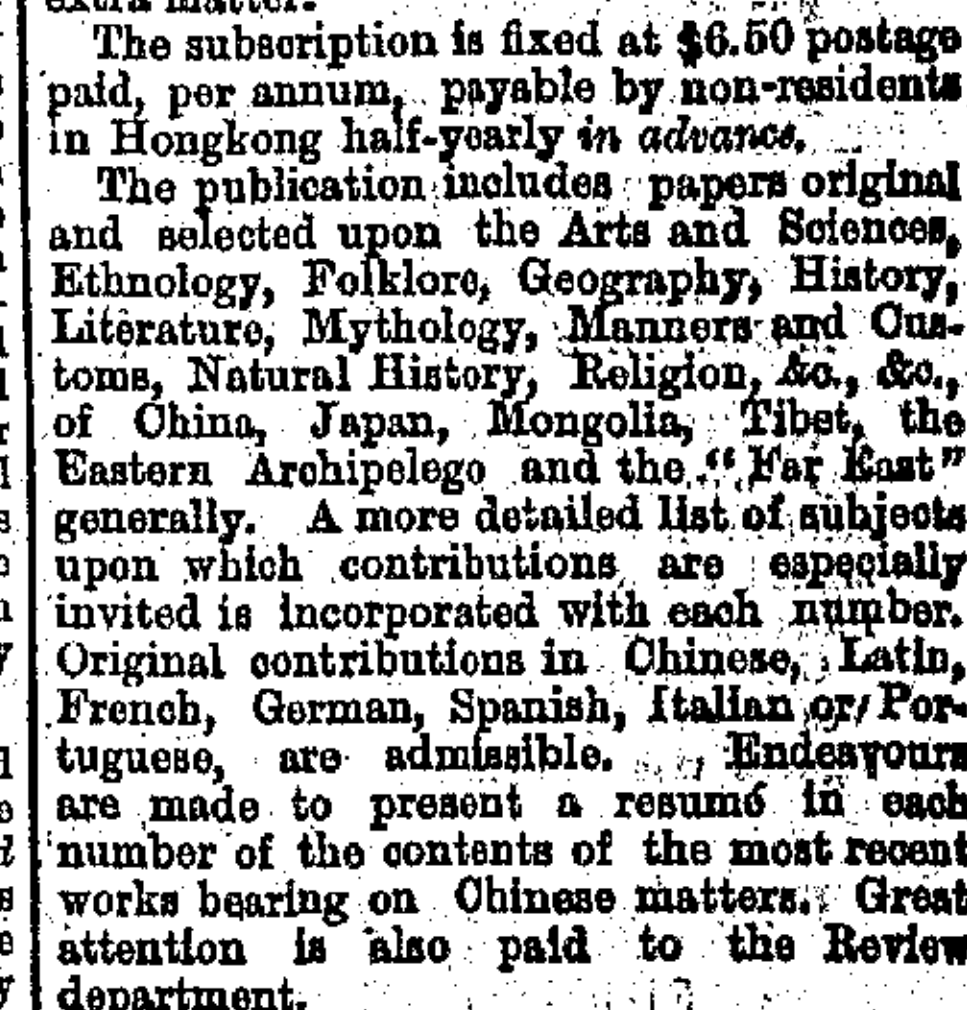 extra matter.
The subscription is fixed at $6.50 postage
paid, per annum, payable by non-residents
in Hongkong half-yearly in advance.
The publication includes papers original
and selected upon the Arts and Sciences,
Ethnology, Folklore, Geography, History,
Literature, Mythology, Manners and Cus-
toms, Natural History, Religion, &c., &c.,
of China, Japan, Mongolia, Tibet, the
Eastern Archipelego and the "Far East"
generally. A more detailed list of subjects
upon which contributions are especially
invited is incorporated with each number.
Original contributions in Chinese, Latin,
French, German, Spanish, Italian or Por-
tuguese, are admissible. Endeavours
are made to present a resumé in each
number of the contents of the most recent
works bearing on Chinese matters. Great
attention is also paid to the Review
department.